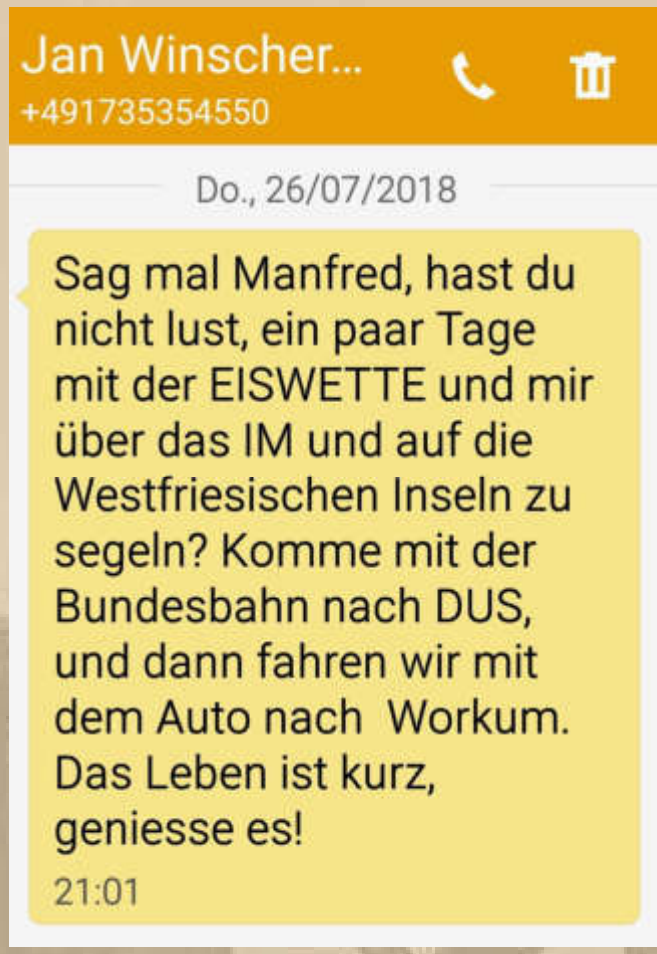 Jan Winscher...
+491735354550
Do., 26/07/2018
Sag mal Manfred, hast du
nicht lust, ein paar Tage
mit der EISWETTE und mir
über das IM und auf die
Westfriesischen Inseln zu
segeln? Komme mit der
Bundesbahn nach DUS,
und dann fahren wir mit
dem Auto nach  Workum.
Das Leben ist kurz,
geniesse es!
21:01